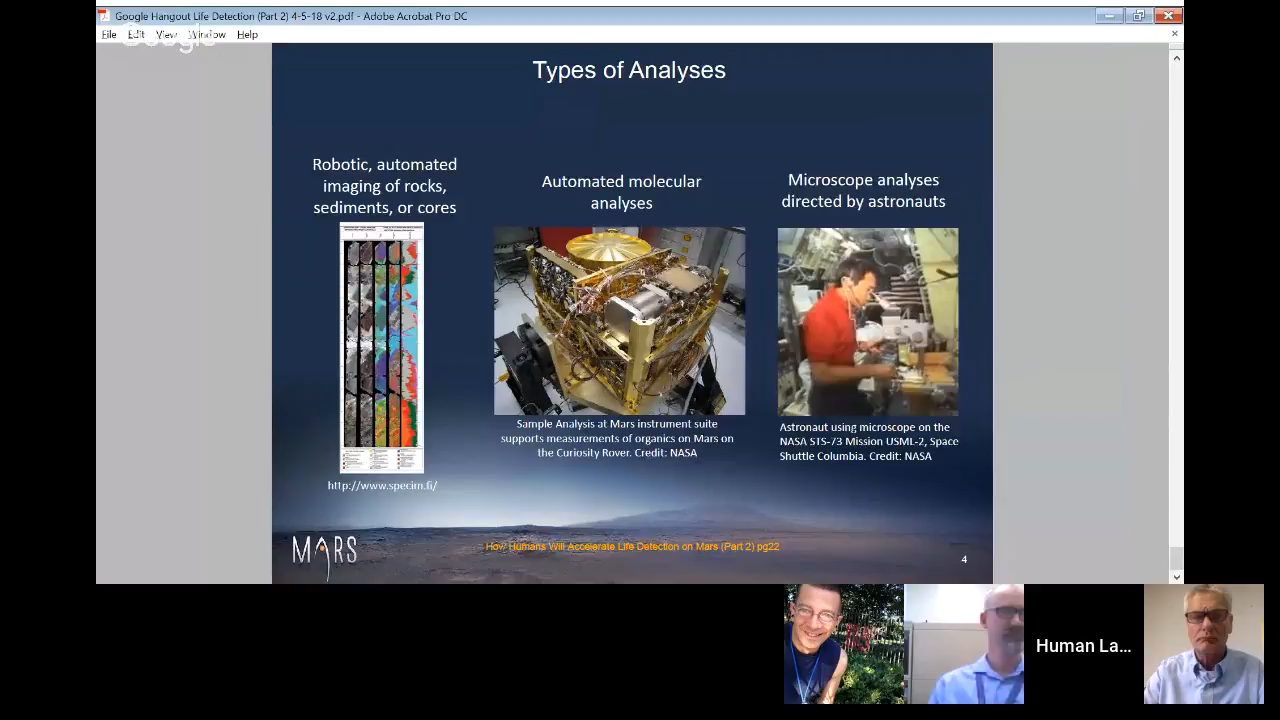 Google Hangout Life Detection (Part 2) 4-5-18 v2.pdf - Adobe Acrobat Pro DC
Google
File Edit View Window Help
Types of Analyses
Robotic, automated
imaging of rocks,
sediments, or cores
Automated molecular
analyses
Microscope analyses
directed by astronauts
Sample Analysis at Mars instrument suite
supports measurements of organics on Mars on
the Curiosity Rover. Credit: NASA
Astronaut using microscope on the
NASA STS-73 Mission USML-2, Space
Shuttle Columbia. Credit: NASA
http://www.specim.fi/
MARS
How Humans Will Accelerate Life Detection on Mars (Part 2) pg22
4
Human La...